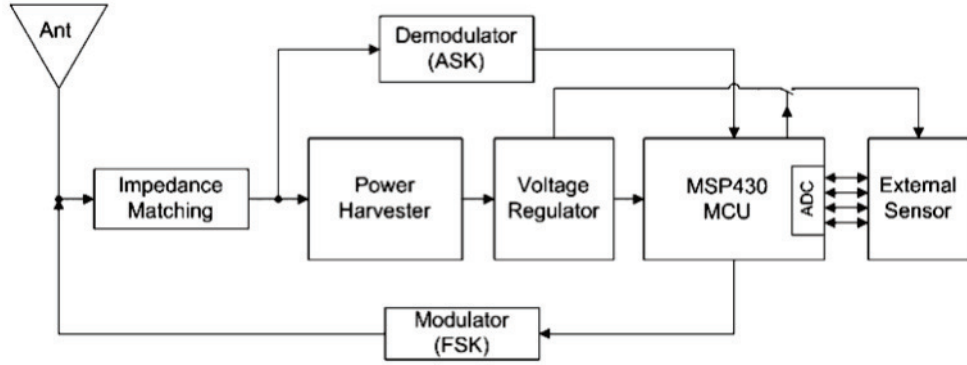 Ant
Demodulator
(ASK)
Impedance
Matching
Power
Harvester
Voltage
Regulator
MSP430
MCU
ADC
External
Sensor
Modulator
(FSK)